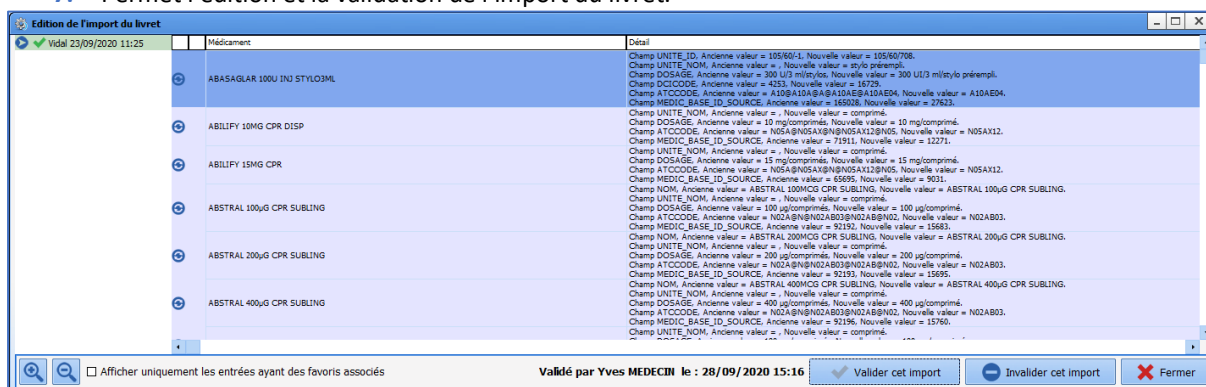 Permet l'édition et la validation de l'import du livret.
Edition de l'import du livret
Vidal 23/09/2020 11:25
Médicament
Détail
ABASAGLAR 100U INJ STYLO3ML
Champ UNITE_ID, Ancienne valeur = 105/60/-1, Nouvelle valeur = 105/60/708.
Champ UNITE_NOM, Ancienne valeur = , Nouvelle valeur = stylo prérempli.
Champ DOSAGE, Ancienne valeur = 300 U/3 ml/stylos, Nouvelle valeur = 300 UI/3 ml/stylo prérempli.
Champ DCICODE, Ancienne valeur = 4253, Nouvelle valeur = 16729.
Champ ATCCODE, Ancienne valeur = A10@A10A@A@A10AE@A10AE04, Nouvelle valeur = A10AE04.
Champ MEDIC_BASE_ID_SOURCE, Ancienne valeur = 165028, Nouvelle valeur = 27623.
ABILIFY 10MG CPR DISP
Champ UNITE_NOM, Ancienne valeur = , Nouvelle valeur = comprimé.
Champ DOSAGE, Ancienne valeur = 10 mg/comprimés, Nouvelle valeur = 10 mg/comprimé.
Champ ATCCODE, Ancienne valeur = N05A@N05AX@N@N05AX12@N05, Nouvelle valeur = N05AX12.
Champ MEDIC_BASE_ID_SOURCE, Ancienne valeur = 71911, Nouvelle valeur = 12271.
ABILIFY 15MG CPR
Champ UNITE_NOM, Ancienne valeur = , Nouvelle valeur = comprimé.
Champ DOSAGE, Ancienne valeur = 15 mg/comprimés, Nouvelle valeur = 15 mg/comprimé.
Champ ATCCODE, Ancienne valeur = N05A@N05AX@N@N05AX12@N05, Nouvelle valeur = N05AX12.
Champ MEDIC_BASE_ID_SOURCE, Ancienne valeur = 65695, Nouvelle valeur = 9031.
ABSTRAL 100µG CPR SUBLING
Champ NOM, Ancienne valeur = ABSTRAL 100MCG CPR SUBLING, Nouvelle valeur = ABSTRAL 100µG CPR SUBLING.
Champ UNITE_NOM, Ancienne valeur = , Nouvelle valeur = comprimé.
Champ DOSAGE, Ancienne valeur = 100 µg/comprimés, Nouvelle valeur = 100 µg/comprimé.
Champ ATCCODE, Ancienne valeur = N02A@N@N02AB03@N02AB@N02, Nouvelle valeur = N02AB03.
Champ MEDIC_BASE_ID_SOURCE, Ancienne valeur = 92192, Nouvelle valeur = 15683.
ABSTRAL 200µG CPR SUBLING
Champ NOM, Ancienne valeur = ABSTRAL 200MCG CPR SUBLING, Nouvelle valeur = ABSTRAL 200µG CPR SUBLING.
Champ UNITE_NOM, Ancienne valeur = , Nouvelle valeur = comprimé.
Champ DOSAGE, Ancienne valeur = 200 µg/comprimés, Nouvelle valeur = 200 µg/comprimé.
Champ ATCCODE, Ancienne valeur = N02A@N@N02AB03@N02AB@N02, Nouvelle valeur = N02AB03.
Champ MEDIC_BASE_ID_SOURCE, Ancienne valeur = 92193, Nouvelle valeur = 15695.
ABSTRAL 400µG CPR SUBLING
Champ NOM, Ancienne valeur = ABSTRAL 400MCG CPR SUBLING, Nouvelle valeur = ABSTRAL 400µG CPR SUBLING.
Champ UNITE_NOM, Ancienne valeur = , Nouvelle valeur = comprimé.
Champ DOSAGE, Ancienne valeur = 400 µg/comprimés, Nouvelle valeur = 400 µg/comprimé.
Champ ATCCODE, Ancienne valeur = N02A@N@N02AB03@N02AB@N02, Nouvelle valeur = N02AB03.
Champ MEDIC_BASE_ID_SOURCE, Ancienne valeur = 92196, Nouvelle valeur = 15760.
Champ UNITE_NOM, Ancienne valeur = , Nouvelle valeur = comprimé.
Afficher uniquement les entrées ayant des favoris associés
Validé par Yves MEDECIN le : 28/09/2020 15:16
Valider cet import
Invalider cet import
Fermer